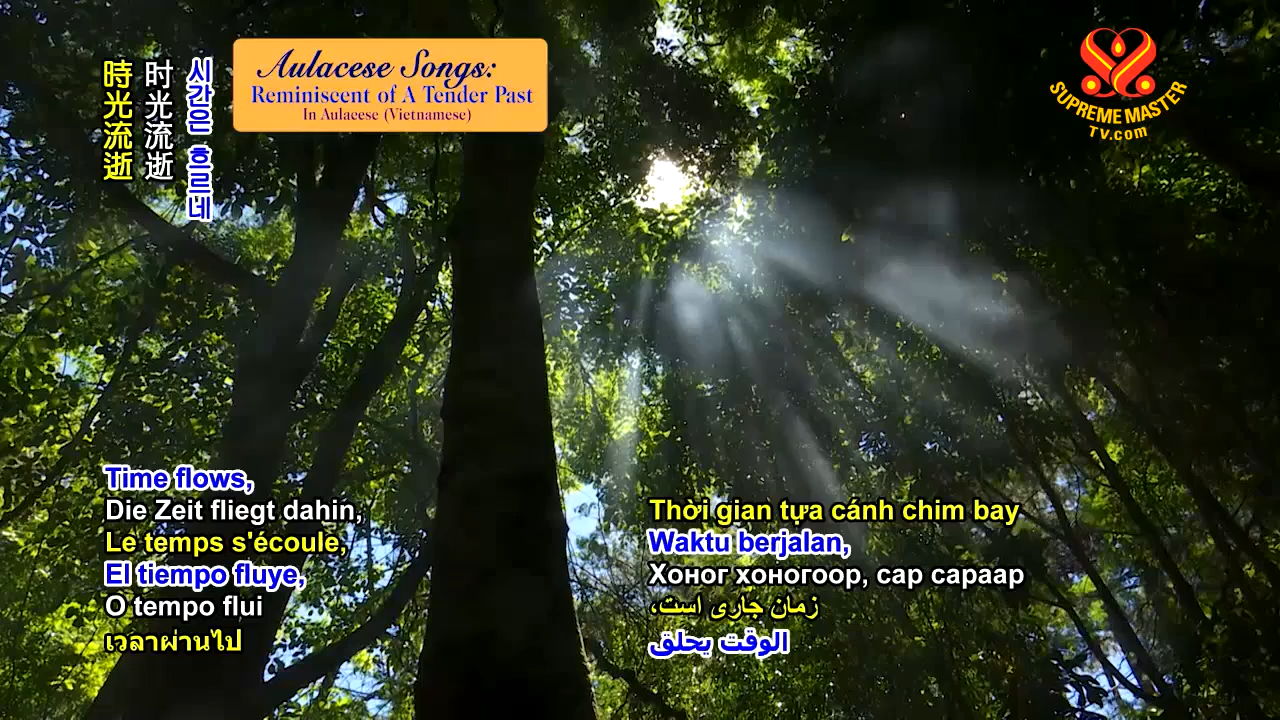 時光流逝
时光流逝
시간은 흐르네
Aulacese Songs:
Reminiscent of A Tender Past
In Aulacese (Vietnamese)
SUPREME MASTER
TV.com
Time flows,
Die Zeit fliegt dahin,
Le temps s'écoule,
El tiempo fluye,
O tempo flui
เวลาผ่านไป
Thời gian tựa cánh chim bay
Waktu berjalan,
Хоног хоногоор, сар сараар
زمان جاری است،
الوقت يحلق